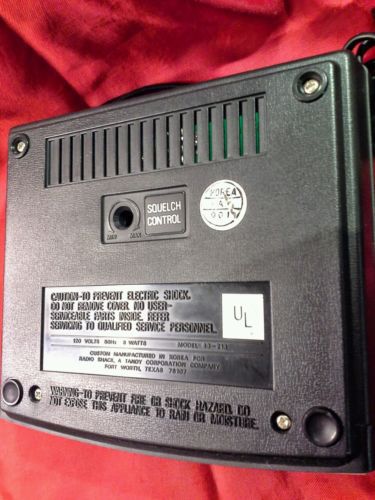 KOREA
SQUELCH
CONTROL
MIN MAX
CAUTION-TO PREVENT ELECTRIC SHOCK.
DO NOT REMOVE COVER. NO USER-
SERVICEABLE PARTS INSIDE. REFER
SERVICING TO QUALIFIED SERVICE PERSONNEL.
UL
120 VOLTS 60Hz 3 WATTS MODEL:
CUSTOM MANUFACTURED IN KOREA FOR
RADIO SHACK, A TANDY CORPORATION COMPANY
FORT WORTH, TEXAS 76107
WARNING-TO PREVENT FIRE OR SHOCK HAZARD, DO
NOT EXPOSE THIS APPLIANCE TO RAIN OR MOISTURE.